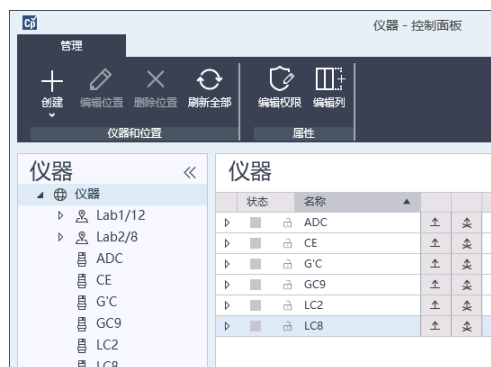 仪器 - 控制面板
管理
创建
编辑位置
删除位置
刷新全部
编辑权限
编辑列
仪器和位置
属性
仪器
仪器
Lab1/12
Lab2/8
ADC
CE
G'C
GC9
LC2
LC8
仪器
状态 名称
ADC
CE
G'C
GC9
LC2
LC8